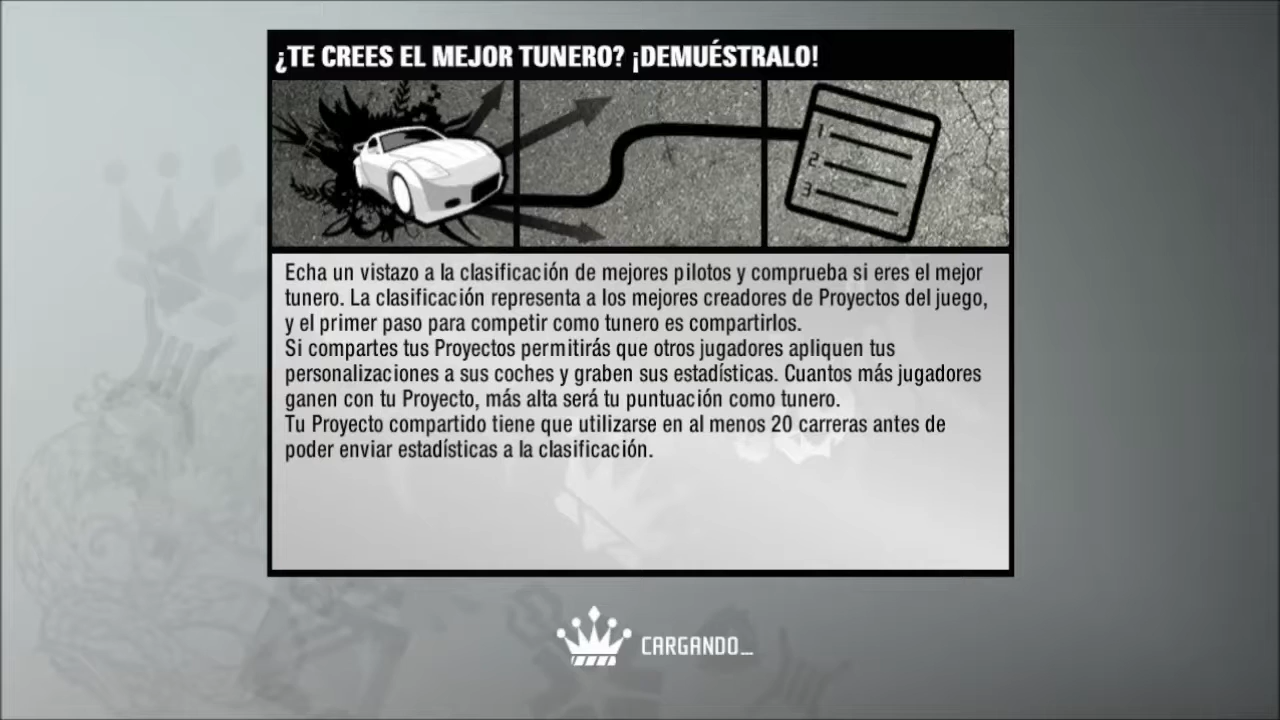 ¿TE CREES EL MEJOR TUNERO? ¡DEMUÉSTRALO!
1
2
3
Echa un vistazo a la clasificación de mejores pilotos y comprueba si eres el mejor
tunero. La clasificación representa a los mejores creadores de Proyectos del juego,
y el primer paso para competir como tunero es compartirlos.
Si compartes tus Proyectos permitirás que otros jugadores apliquen tus
personalizaciones a sus coches y graben sus estadísticas. Cuantos más jugadores
ganen con tu Proyecto, más alta será tu puntuación como tunero.
Tu Proyecto compartido tiene que utilizarse en al menos 20 carreras antes de
poder enviar estadísticas a la clasificación.
CARGANDO_